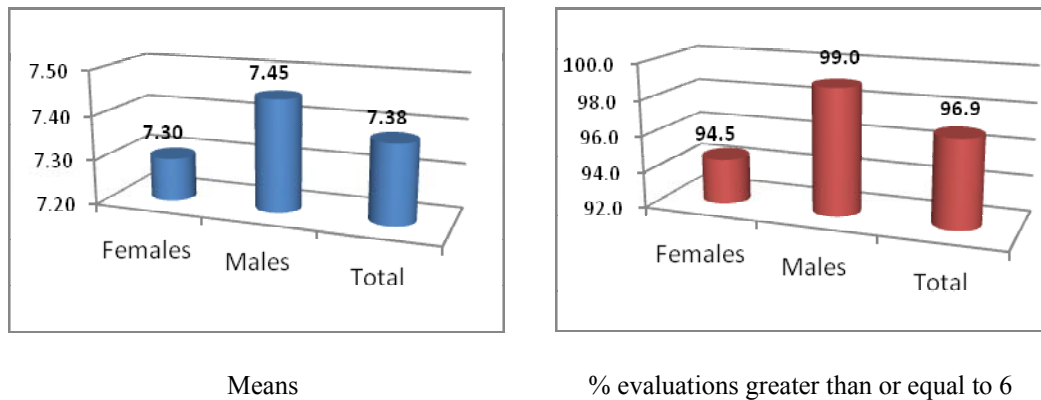 7.50
7.40
7.30
7.20
7.30
7.45
7.38
Females
Males
Total
Means
100.0
98.0
96.0
94.0
92.0
94.5
99.0
96.9
Females
Males
Total
% evaluations greater than or equal to 6